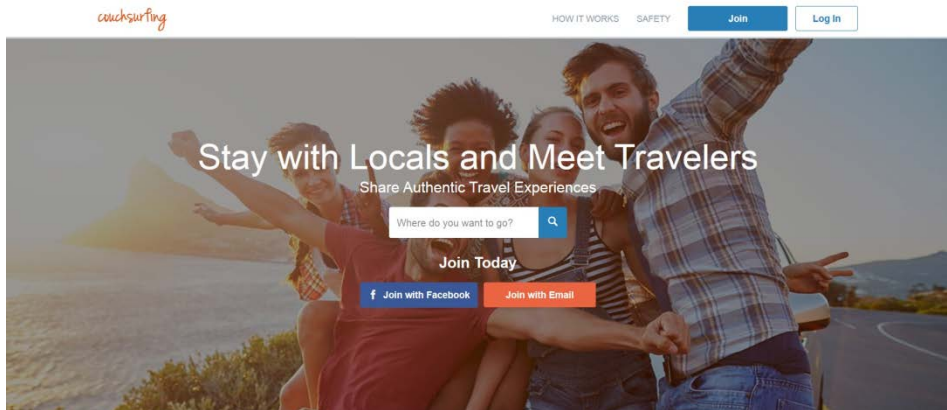 couchsurfing
HOW IT WORKS
SAFETY
Join
Log In
Stay with Locals and Meet Travelers
Share Authentic Travel Experiences
Where do you want to go?
Join Today
f Join with Facebook
Join with Email